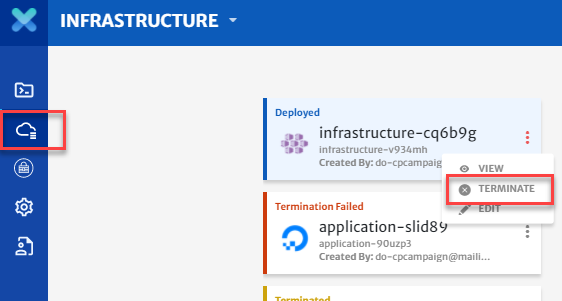 INFRASTRUCTURE
Deployed
infrastructure-cq6b9g
infrastructure-v934mh
Created By: do-cpcampaign
VIEW
TERMINATE
EDIT
Termination Failed
application-slid89
application-90uzp3
Created By: do-cpcampaign@maili...
Terminated